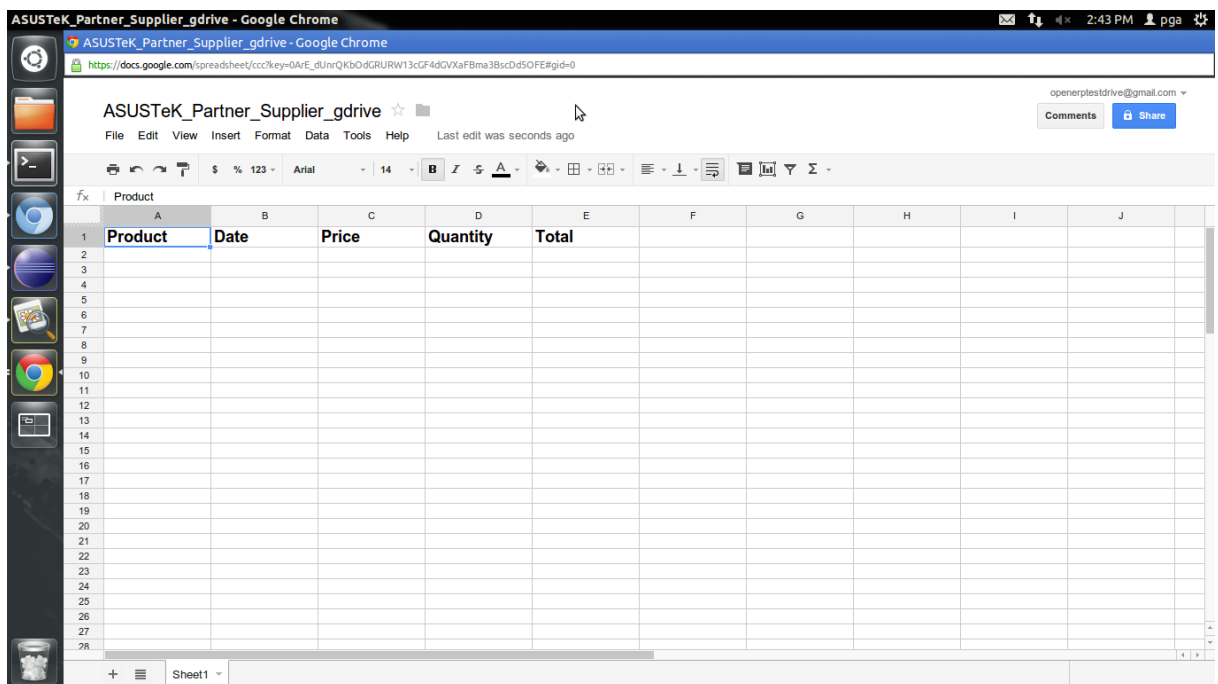 ASUSTeK_Partner_Supplier_gdrive - Google Chrome 2:43 PM pga
ASUSTeK_Partner_Supplier_gdrive - Google Chrome
https://docs.google.com/spreadsheet/ccc?key=0ArE_dUnrQKbOdGRURW13cGF4dGVXaFBma3BscDd5OFE#gid=0
openerptestdrive@gmail.com
ASUSTeK_Partner_Supplier_gdrive
Comments Share
File Edit View Insert Format Data Tools Help Last edit was seconds ago
$ % 123 Arial 14 B I S A Σ
fx Product
A B C D E F G H I J
1 Product Date Price Quantity Total
2
3
4
5
6
7
8
9
10
11
12
13
14
15
16
17
18
19
20
21
22
23
24
25
26
27
28
+ Sheet1